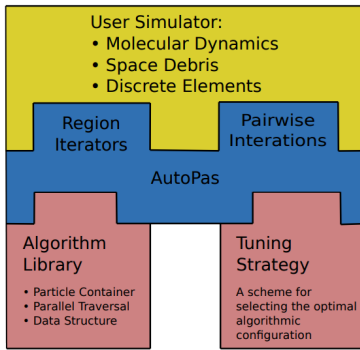 User Simulator:
• Molecular Dynamics
• Space Debris
• Discrete Elements
Region
Iterators
Pairwise
Interations
AutoPas
Algorithm
Library
• Particle Container
• Parallel Traversal
• Data Structure
Tuning
Strategy
A scheme for
selecting the optimal
algorithmic
configuration